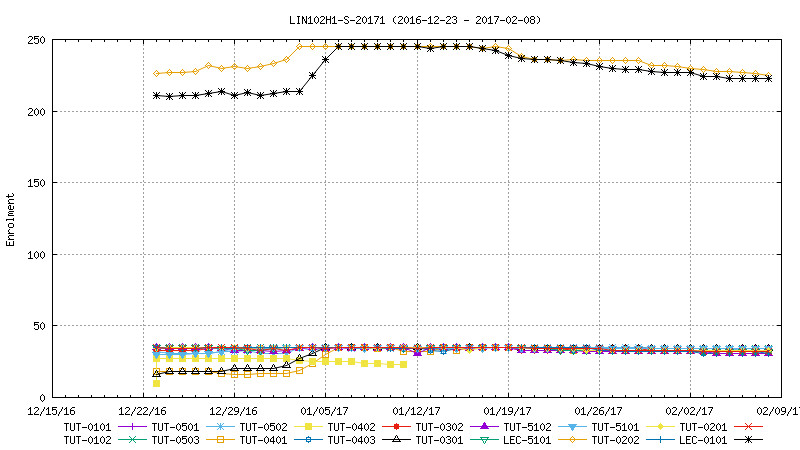 LIN102H1-S-20171 (2016-12-23 - 2017-02-08)
250
200
150
100
50
0
Enrolment
12/15/16 12/22/16 12/29/16 01/05/17 01/12/17 01/19/17 01/26/17 02/02/17 02/09/17
TUT-0101 TUT-0501 TUT-0502 TUT-0402 TUT-0302 TUT-5102 TUT-5101 TUT-0201
TUT-0102 TUT-0503 TUT-0401 TUT-0403 TUT-0301 LEC-5101 TUT-0202 LEC-0101